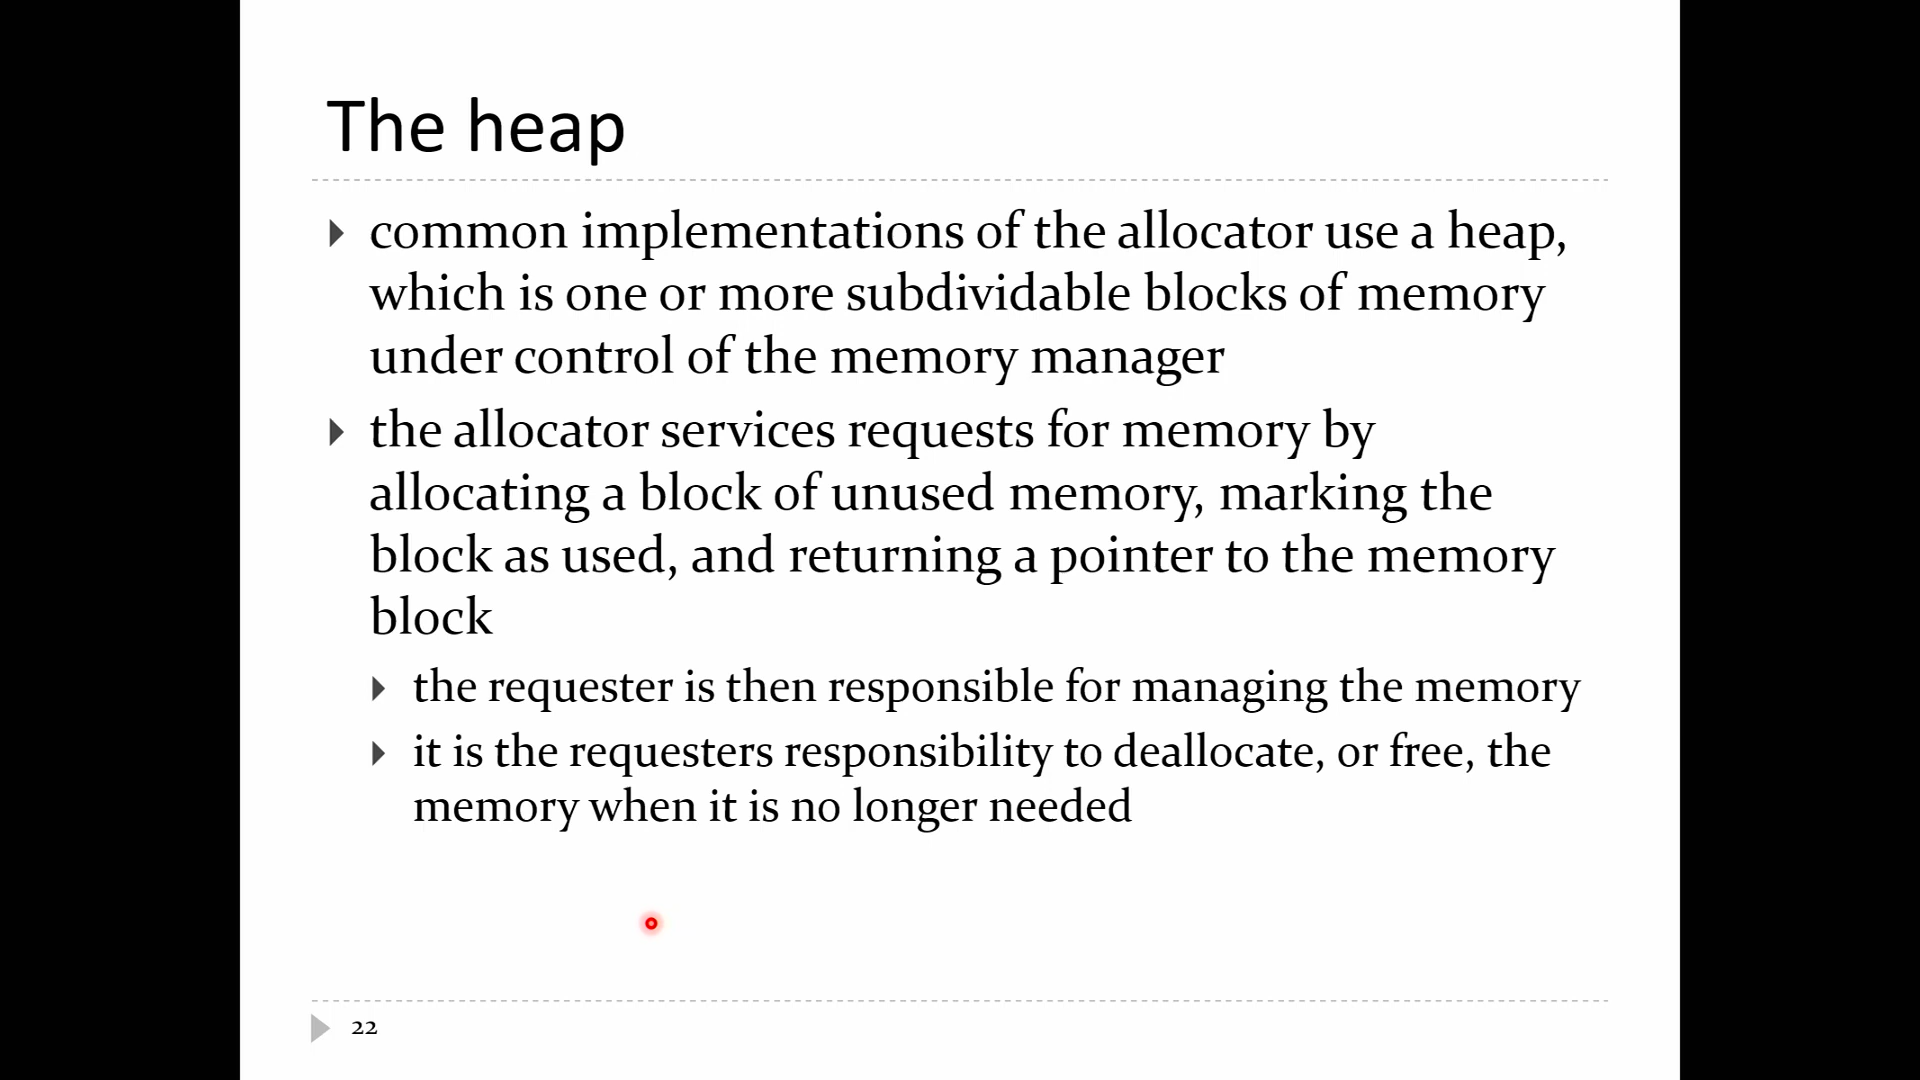 The heap
common implementations of the allocator use a heap,
which is one or more subdividable blocks of memory
under control of the memory manager
the allocator services requests for memory by
allocating a block of unused memory, marking the
block as used, and returning a pointer to the memory
block
the requester is then responsible for managing the memory
it is the requesters responsibility to deallocate, or free, the
memory when it is no longer needed
22